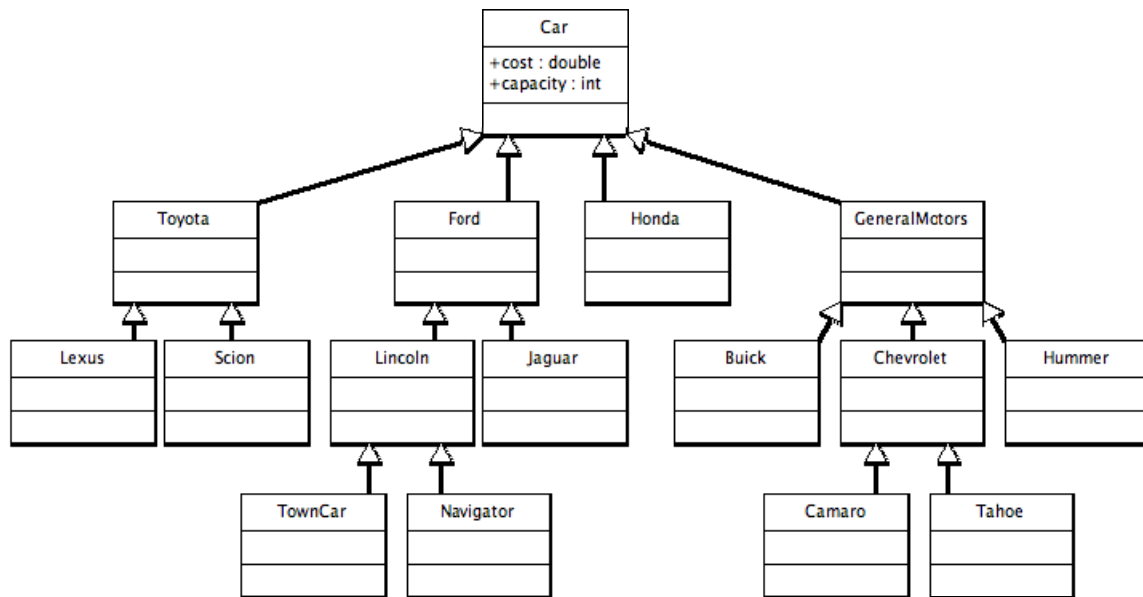 Car
+cost : double
+capacity : int
Toyota
Ford
Honda
GeneralMotors
Lexus
Scion
Lincoln
Jaguar
Buick
Chevrolet
Hummer
TownCar
Navigator
Camaro
Tahoe